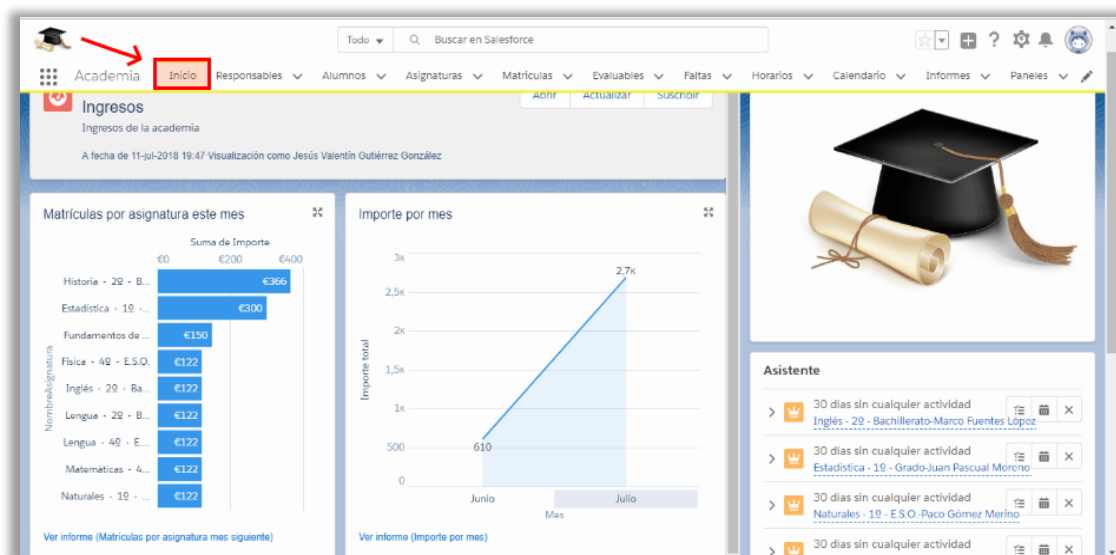 Todo
Buscar en Salesforce
Academia Inicio Responsables Alumnos Asignaturas Matrículas Evaluables Faltas Horarios Calendario Informes Paneles
Ingresos
Abrir Actualizar Suscribir
Ingresos de la academia
A fecha de 11-jul-2018 19:47·Visualización como Jesús Valentín Gutiérrez González
Matrículas por asignatura este mes
Suma de Importe
€0 €200 €400
NombreAsignatura
Historia - 2º - B... €366
Estadística - 1º -... €300
Fundamentos de ... €150
Física - 4º - E.S.O. €122
Inglés - 2º - Ba... €122
Lengua - 2º - B... €122
Lengua - 4º - E.... €122
Matemáticas - 4... €122
Naturales - 1º - ... €122
Ver informe (Matrículas por asignatura mes siguiente)
Importe por mes
Importe total
3K
2,5K
2K
1,5K
1K
500
0
610
2,7K
Junio Julio
Mes
Ver informe (Importe por mes)
Asistente
30 días sin cualquier actividad
Inglés - 2º - Bachillerato-Marco Fuentes López
30 días sin cualquier actividad
Estadística - 1º - Grado-Juan Pascual Moreno
30 días sin cualquier actividad
Naturales - 1º - E.S.O.-Paco Gómez Merino
30 días sin cualquier actividad